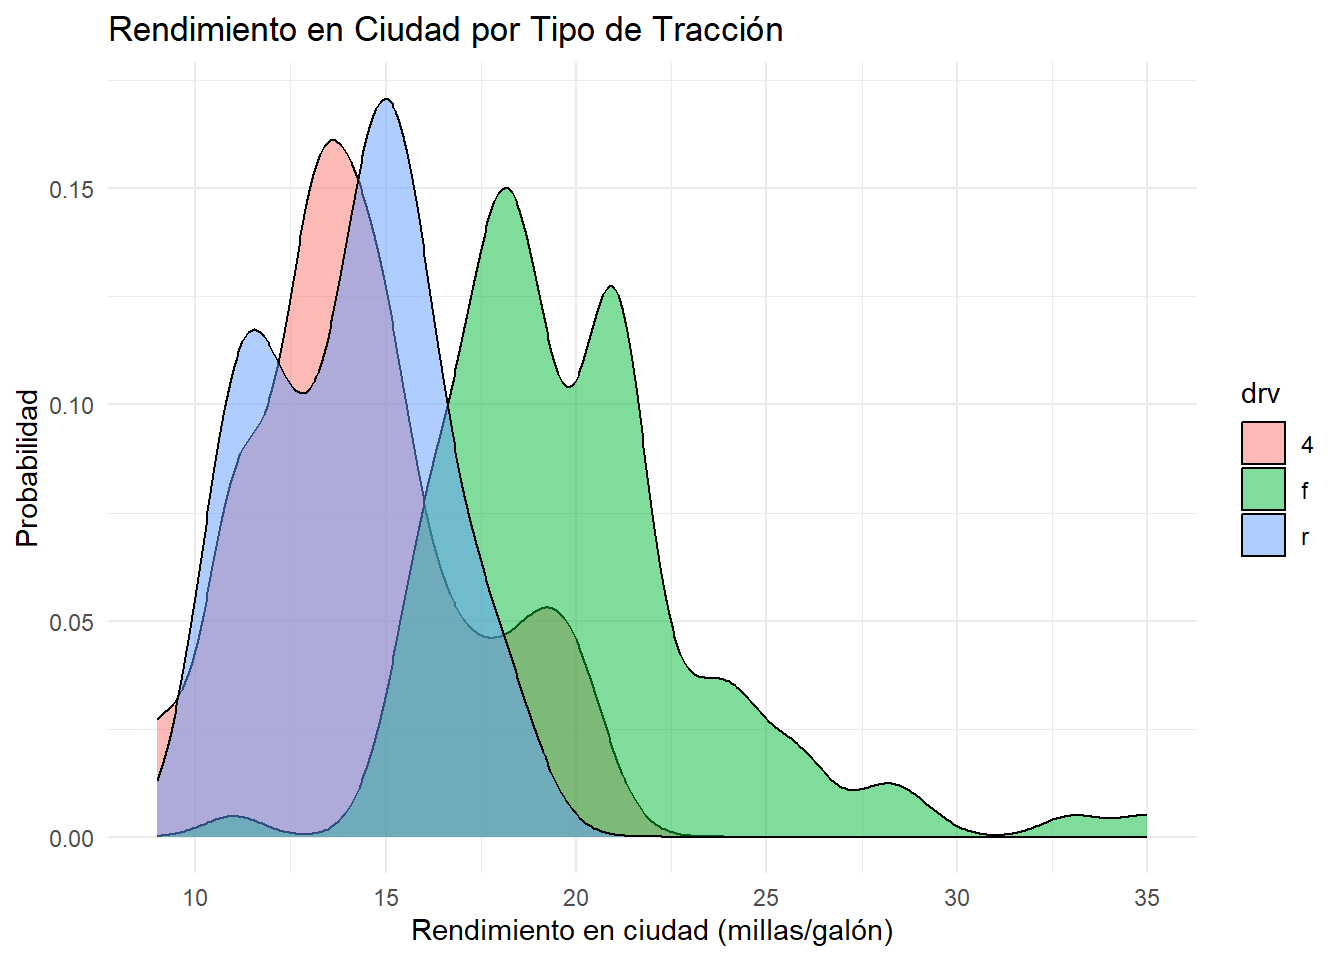 Rendimiento en Ciudad por Tipo de Tracción
Probabilidad
0.15
0.10
0.05
0.00
10 15 20 25 30 35
Rendimiento en ciudad (millas/galón)
drv
4
f
r